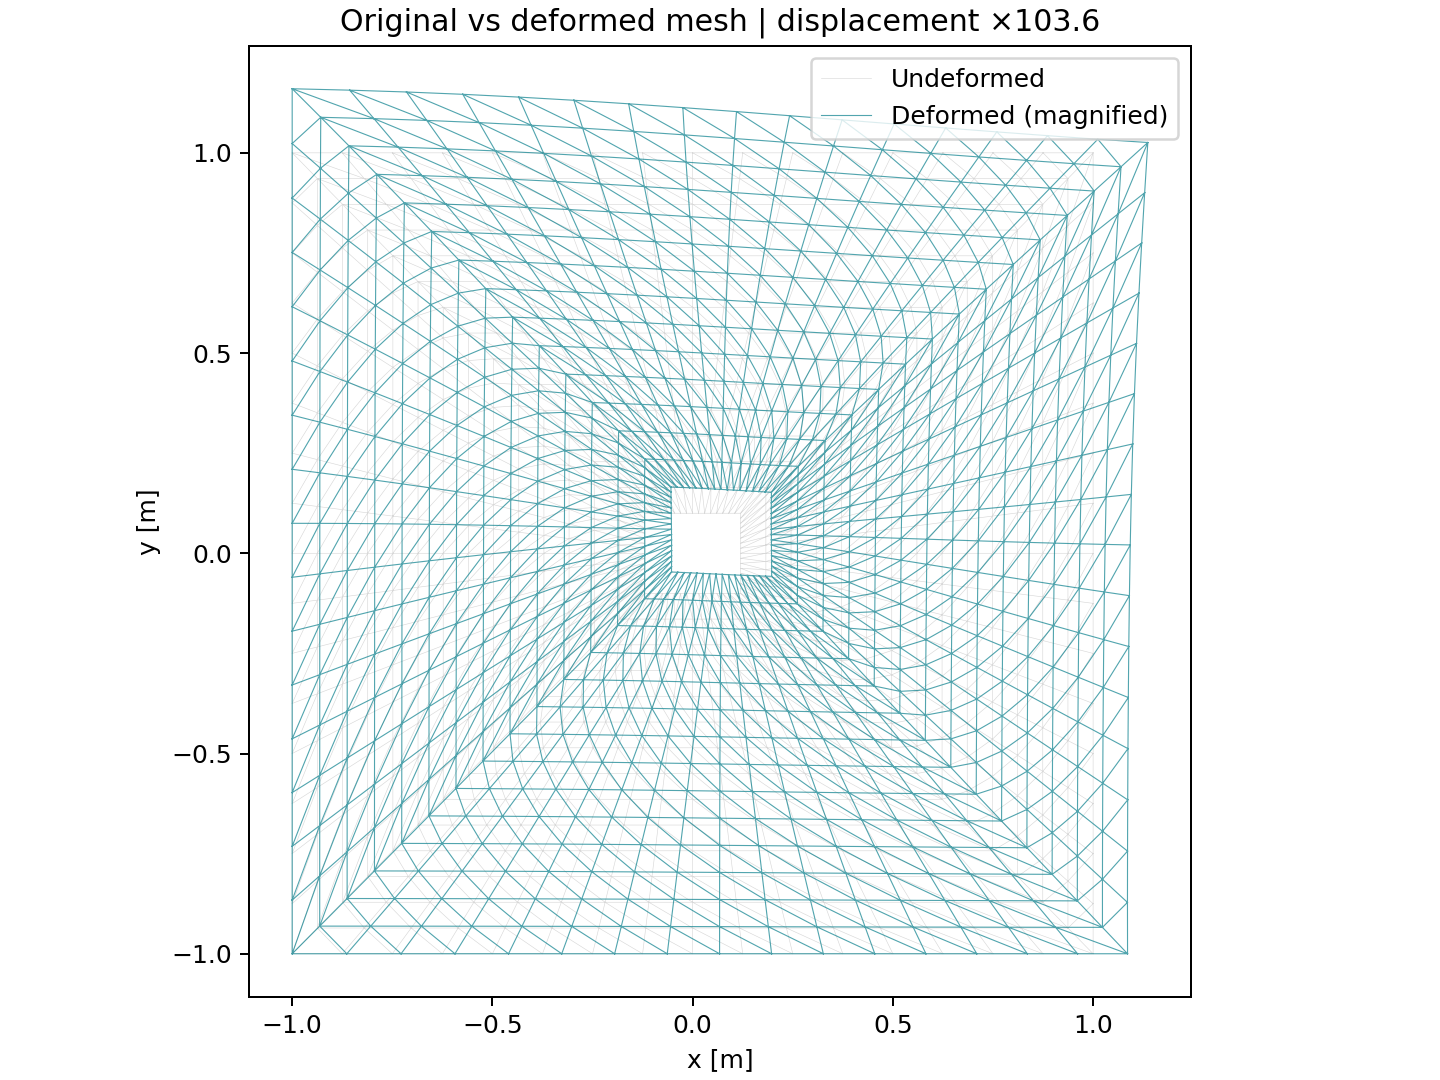 Original vs deformed mesh | displacement ×103.6
Undeformed
Deformed (magnified)
1.0
0.5
0.0
−0.5
−1.0
y [m]
−1.0
−0.5
0.0
0.5
1.0
x [m]